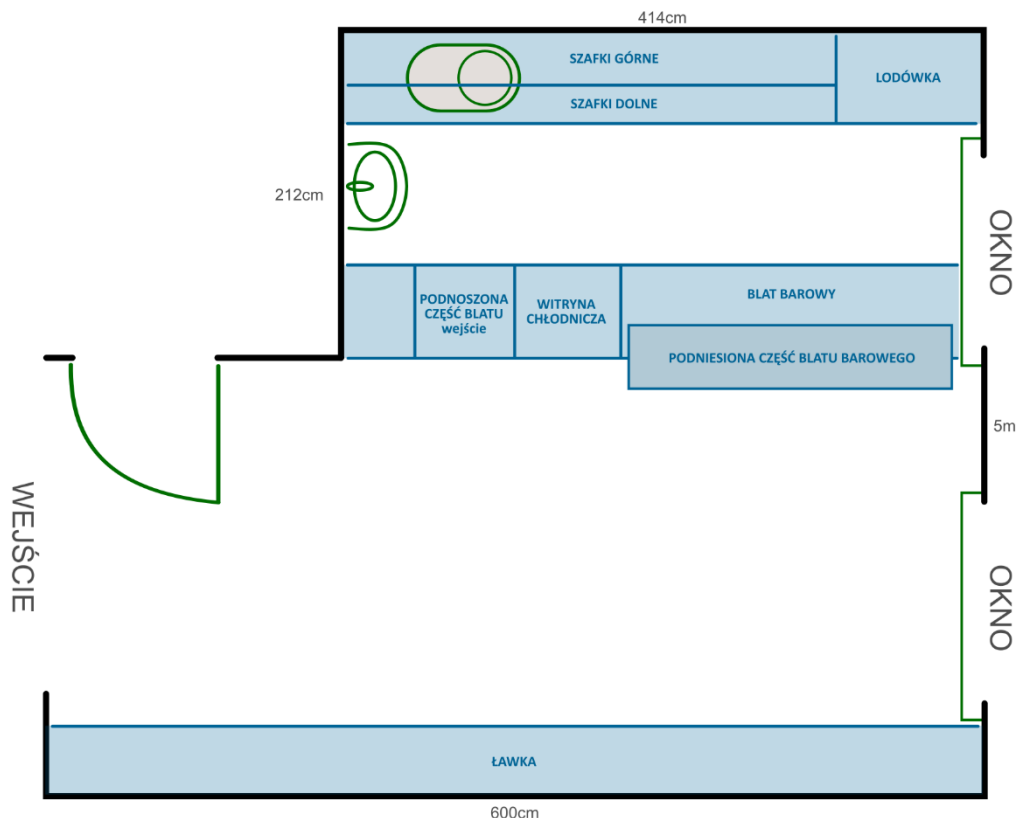 414cm
SZAFKI GÓRNE
LODÓWKA
SZAFKI DOLNE
212cm
OKNO
PODNOSZONA
CZĘŚĆ BLATU
wejście
WITRYNA
CHŁODNICZA
BLAT BAROWY
PODNIESIONA CZĘŚĆ BLATU BAROWEGO
5m
WEJŚCIE
OKNO
ŁAWKA
600cm